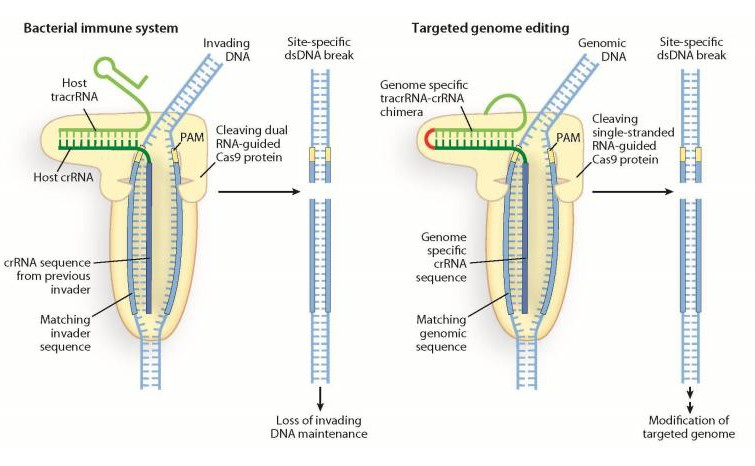 Bacterial immune system
Invading
DNA
Site-specific
dsDNA break
Host
tracrRNA
PAM
Cleaving dual
RNA-guided
Cas9 protein
Host crRNA
crRNA sequence
from previous
invader
Matching
invader
sequence
Loss of invading
DNA maintenance
Targeted genome editing
Genomic
DNA
Site-specific
dsDNA break
Genome specific
tracrRNA-crRNA
chimera
PAM
Cleaving
single-stranded
RNA-guided
Cas9 protein
Genome
specific
crRNA
sequence
Matching
genomic
sequence
Modification of
targeted genome